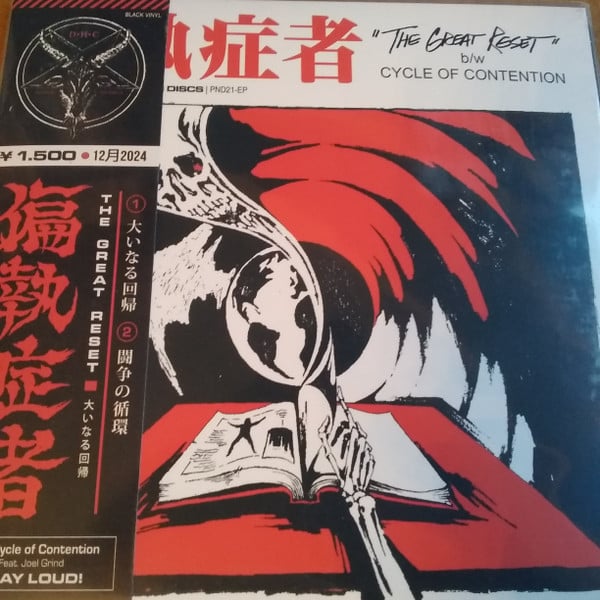 BLACK VINYL
D•R•C
¥ 1.500 ● 12月2024
偏執症者
THE GREAT RESET ■ 大いなる回帰
① 大いなる回帰 ② 闘争の循環
ycle of Contention
Feat. Joel Grind
AY LOUD!
執症者
"THE GREAT RESET"
b/w
CYCLE OF CONTENTION
DISCS | PND21-EP